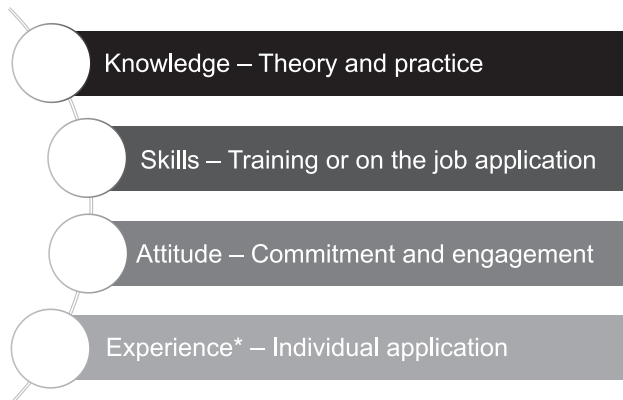 Knowledge – Theory and practice
Skills – Training or on the job application
Attitude – Commitment and engagement
Experience* – Individual application